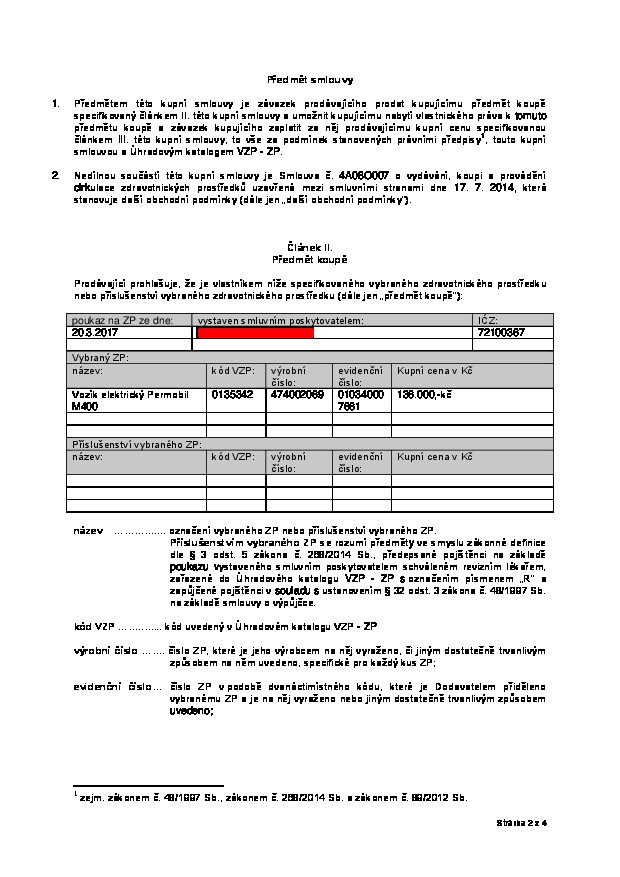 Předmět smlouvy
1. Předmětem této kupní smlouvy je závazek prodávajícího prodat kupujícímu předmět koupě
specifikovaný článkem II. této kupní smlouvy a umožnit kupujícímu nabytí vlastnického práva k tomuto
předmětu koupě a závazek kupujícího zaplatit za něj prodávajícímu kupní cenu specifikovanou
článkem III. této kupní smlouvy, to vše za podmínek stanovených právními předpisy1, touto kupní
smlouvou a Úhradovým katalogem VZP - ZP.
2. Nedílnou součástí této kupní smlouvy je Smlouva č. 4A06O007 o vydávání, koupi a provádění
cirkulace zdravotnických prostředků uzavřená mezi smluvními stranami dne 17. 7. 2014, která
stanovuje další obchodní podmínky (dále jen „další obchodní podmínky“).
Článek II.
Předmět koupě
Prodávající prohlašuje, že je vlastníkem níže specifikovaného vybraného zdravotnického prostředku
nebo příslušenství vybraného zdravotnického prostředku (dále jen „předmět koupě“):
poukaz na ZP ze dne: vystaven smluvním poskytovatelem: IČZ:
20.3.2017 72100367
Vybraný ZP:
název: kód VZP: výrobní číslo: evidenční číslo: Kupní cena v Kč
Vozík elektrický Permobil M400 0135342 474002069 01034000 7661 136.000,-kč
Příslušenství vybraného ZP:
název: kód VZP: výrobní číslo: evidenční číslo: Kupní cena v Kč
název ................ označení vybraného ZP nebo příslušenství vybraného ZP.
Příslušenstvím vybraného ZP se rozumí předměty ve smyslu zákonné definice
dle § 3 odst. 5 zákona č. 268/2014 Sb., předepsané pojištěnci na základě
poukazu vystaveného smluvním poskytovatelem schváleném revizním lékařem,
zařazené do Úhradového katalogu VZP - ZP s označením písmenem „R“ a
zapůjčené pojištěnci v souladu s ustanovením § 32 odst. 3 zákona č. 48/1997 Sb.
na základě smlouvy o výpůjčce.
kód VZP ............. kód uvedený v Úhradovém katalogu VZP - ZP
výrobní číslo ....... číslo ZP, které je jeho výrobcem na něj vyraženo, či jiným dostatečně trvanlivým
způsobem na něm uvedeno, specifické pro každý kus ZP;
evidenční číslo... číslo ZP v podobě dvanáctimístného kódu, které je Dodavatelem přiděleno
vybranému ZP a je na něj vyraženo nebo jiným dostatečně trvanlivým způsobem
uvedeno;
1 zejm. zákonem č. 48/1997 Sb., zákonem č. 268/2014 Sb. a zákonem č. 89/2012 Sb.
Stránka 2 z 4